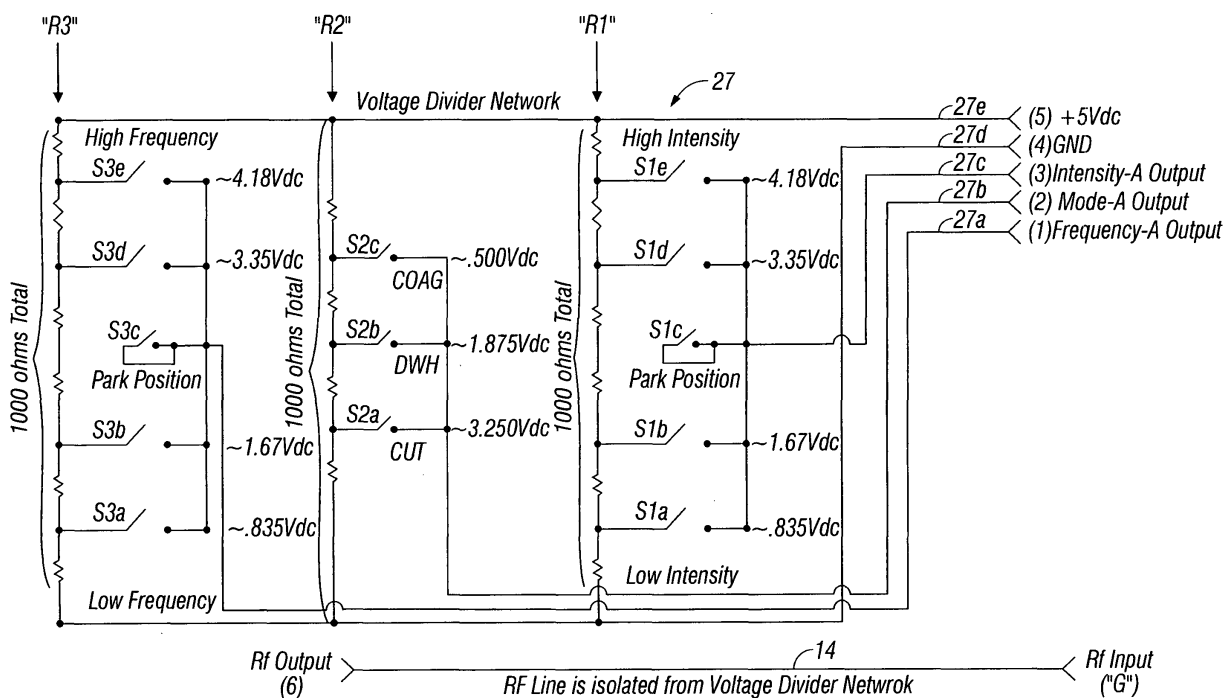 "R3"
"R2"
"R1"
Voltage Divider Network
27
27e
(5) +5Vdc
27d
(4)GND
27c
(3)Intensity-A Output
27b
(2) Mode-A Output
27a
(1)Frequency-A Output
High Frequency
High Intensity
S3e
~4.18Vdc
S1e
~4.18Vdc
S3d
~3.35Vdc
S2c
~.500Vdc
COAG
S1d
~3.35Vdc
1000 ohms Total
1000 ohms Total
1000 ohms Total
S3c
Park Position
S2b
~1.875Vdc
DWH
S1c
Park Position
S2a
~3.250Vdc
CUT
S3b
~1.67Vdc
S1b
~1.67Vdc
S3a
~.835Vdc
S1a
~.835Vdc
Low Frequency
Low Intensity
Rf Output
(6)
14
RF Line is isolated from Voltage Divider Netwrok
Rf Input
("G")